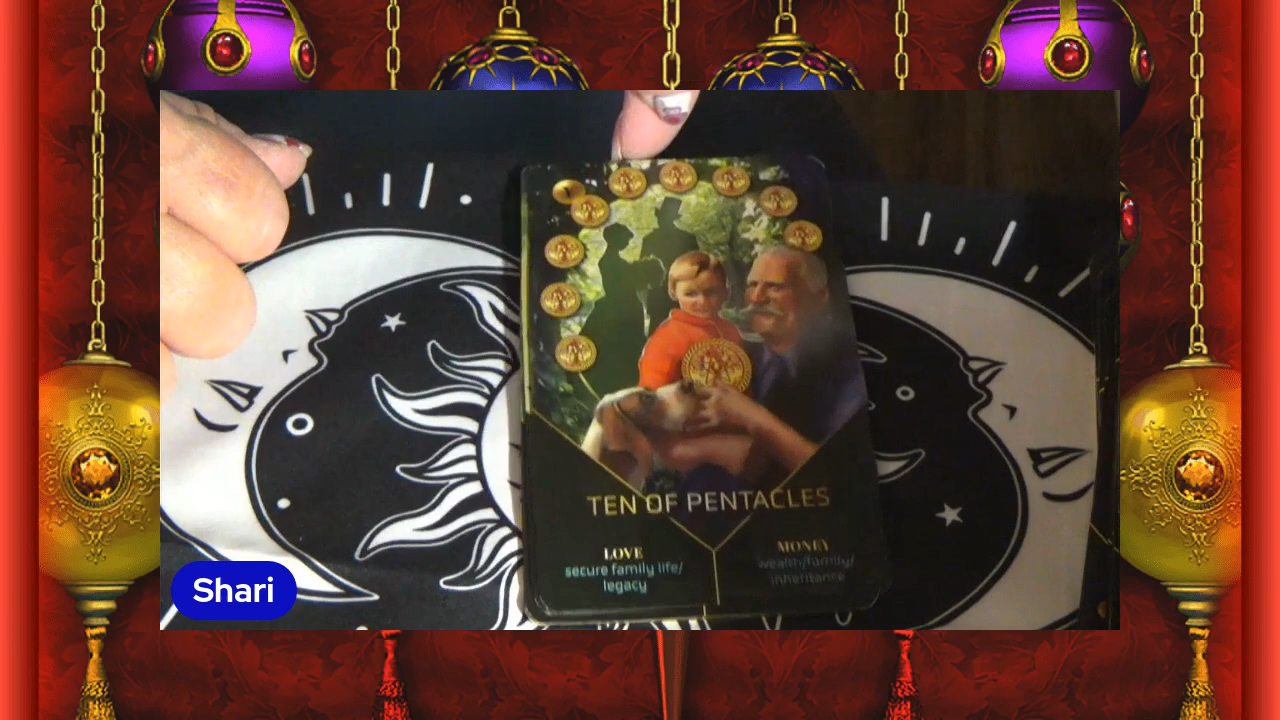 TEN OF PENTACLES
LOVE
secure family life/
legacy
MONEY
wealth/family/
inheritance
Shari